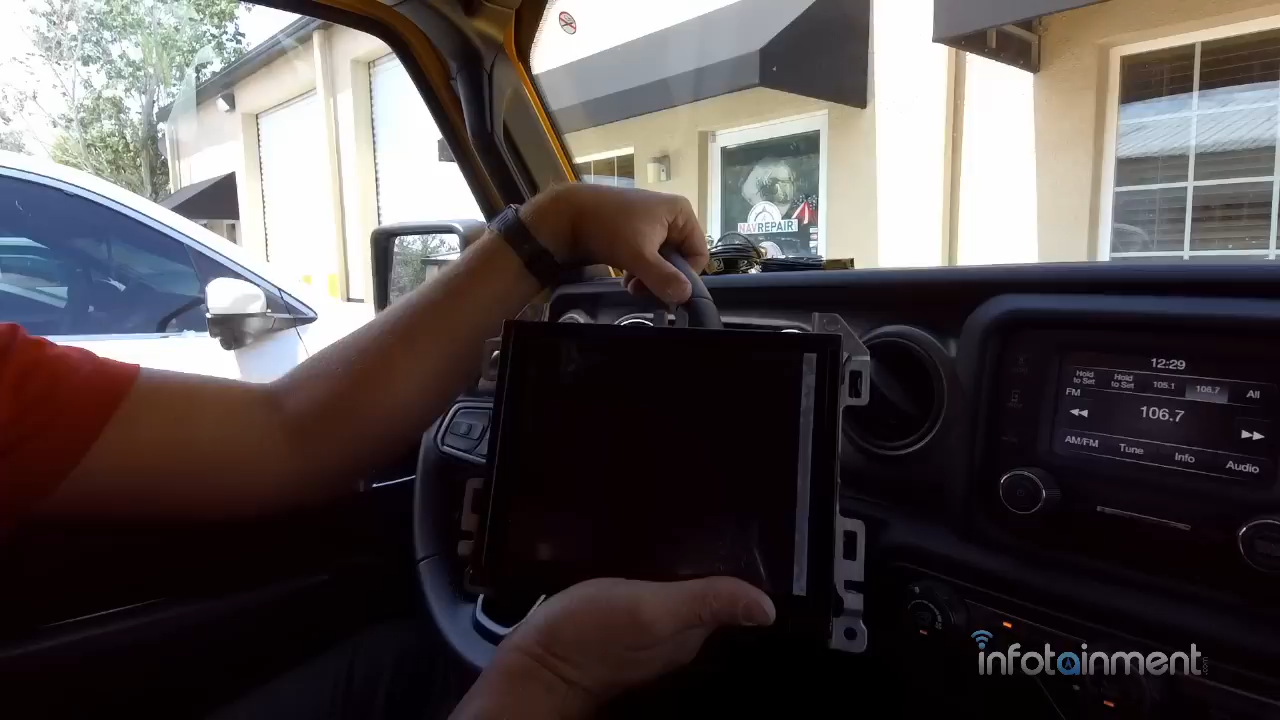 NAVREPAIR
12:29
Hold to Set
Hold to Set
105.1
106.7
All
FM
106.7
AM/FM
Tune
Info
Audio
infotainment